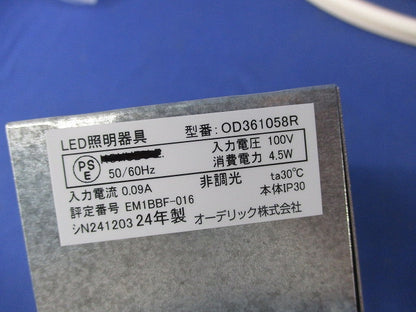 LED照明器具 型番: OD361058R
PS E 50/60Hz
入力電圧 100V
消費電力 4.5W
入力電流 0.09A 非調光 ta30℃
評定番号 EM1BBF-016 本体IP30
シN241203 24年製 オーデリック株式会社